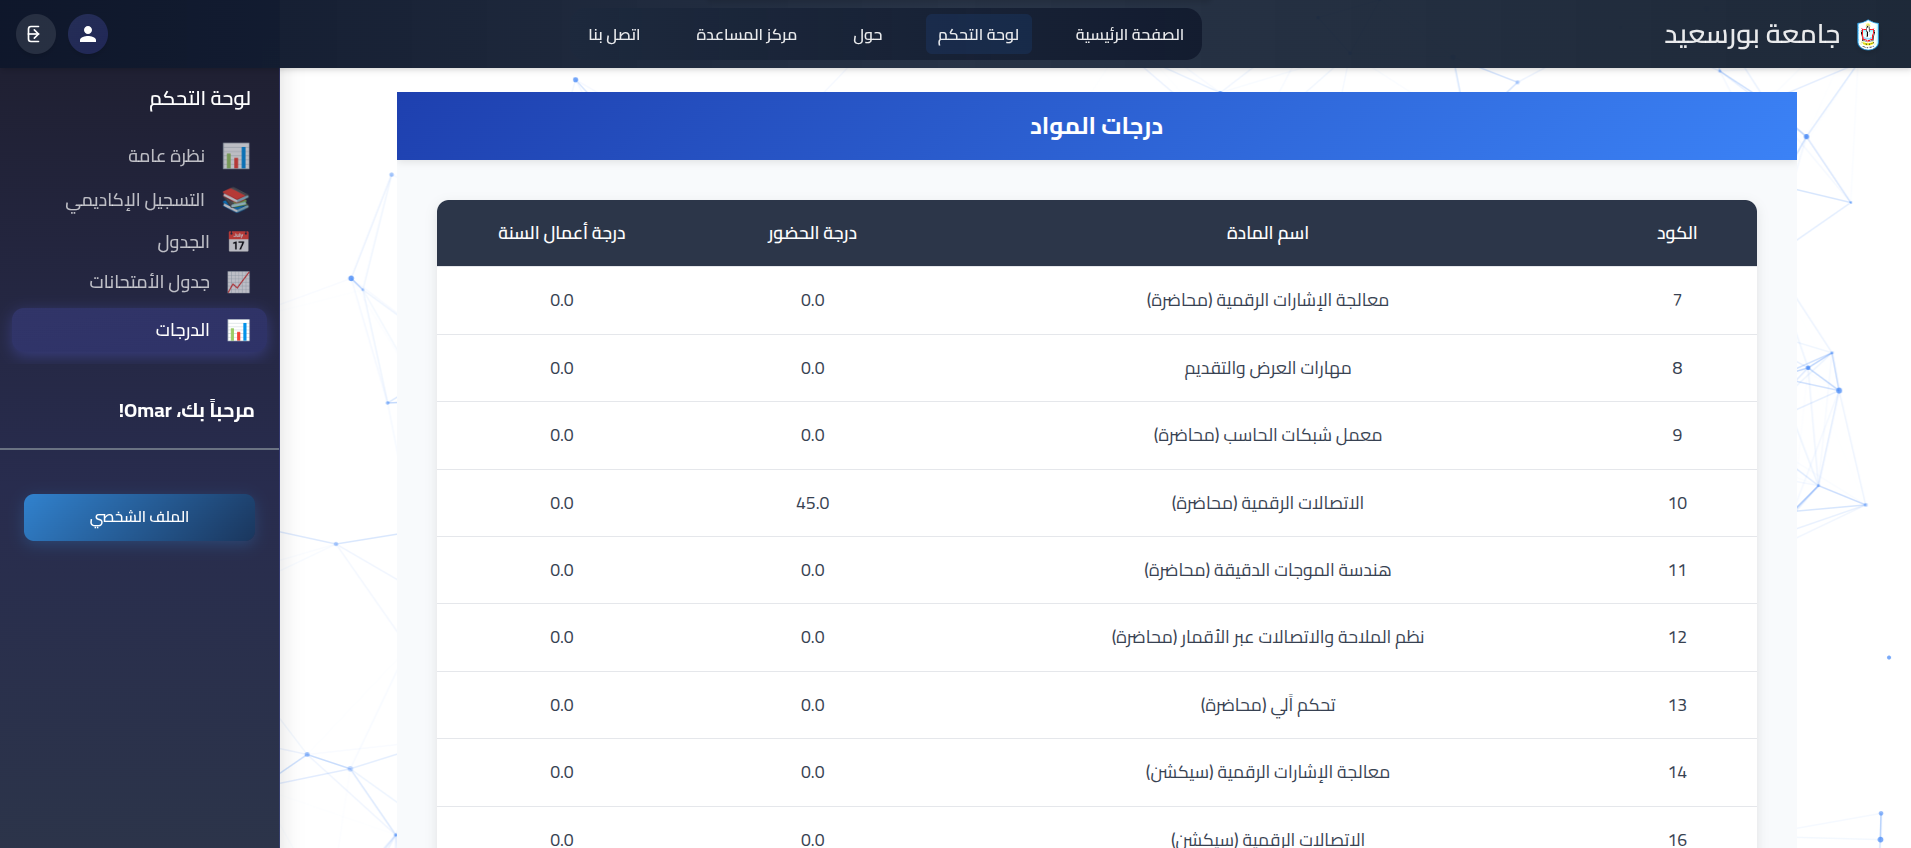 جامعة بورسعيد
الصفحة الرئيسية
لوحة التحكم
حول
مركز المساعدة
اتصل بنا
لوحة التحكم
نظرة عامة
التسجيل الإكاديمي
الجدول
جدول الأمتحانات
الدرجات
مرحباً بك، Omar!
الملف الشخصي
درجات المواد
الكود اسم المادة درجة الحضور درجة أعمال السنة
7 معالجة الإشارات الرقمية (محاضرة) 0.0 0.0
8 مهارات العرض والتقديم 0.0 0.0
9 معمل شبكات الحاسب (محاضرة) 0.0 0.0
10 الاتصالات الرقمية (محاضرة) 45.0 0.0
11 هندسة الموجات الدقيقة (محاضرة) 0.0 0.0
12 نظم الملاحة والاتصالات عبر الأقمار (محاضرة) 0.0 0.0
13 تحكم آلي (محاضرة) 0.0 0.0
14 معالجة الإشارات الرقمية (سيكشن) 0.0 0.0
16 الاتصالات الرقمية (سيكشن) 0.0 0.0